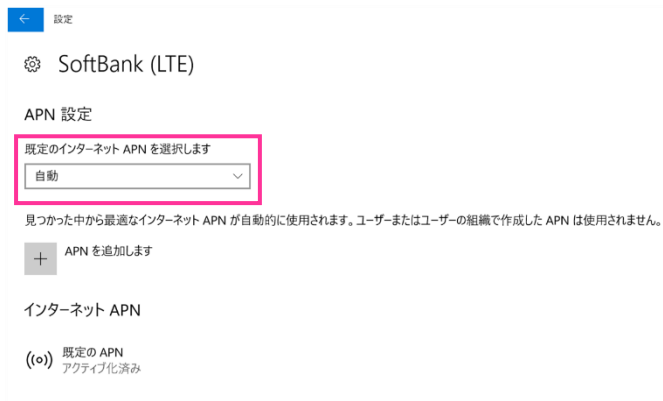 設定
SoftBank (LTE)
APN 設定
既定のインターネット APN を選択します
自動
見つかった中から最適なインターネット APN が自動的に使用されます。ユーザーまたはユーザーの組織で作成した APN は使用されません。
APN を追加します
インターネット APN
既定の APN
アクティブ化済み